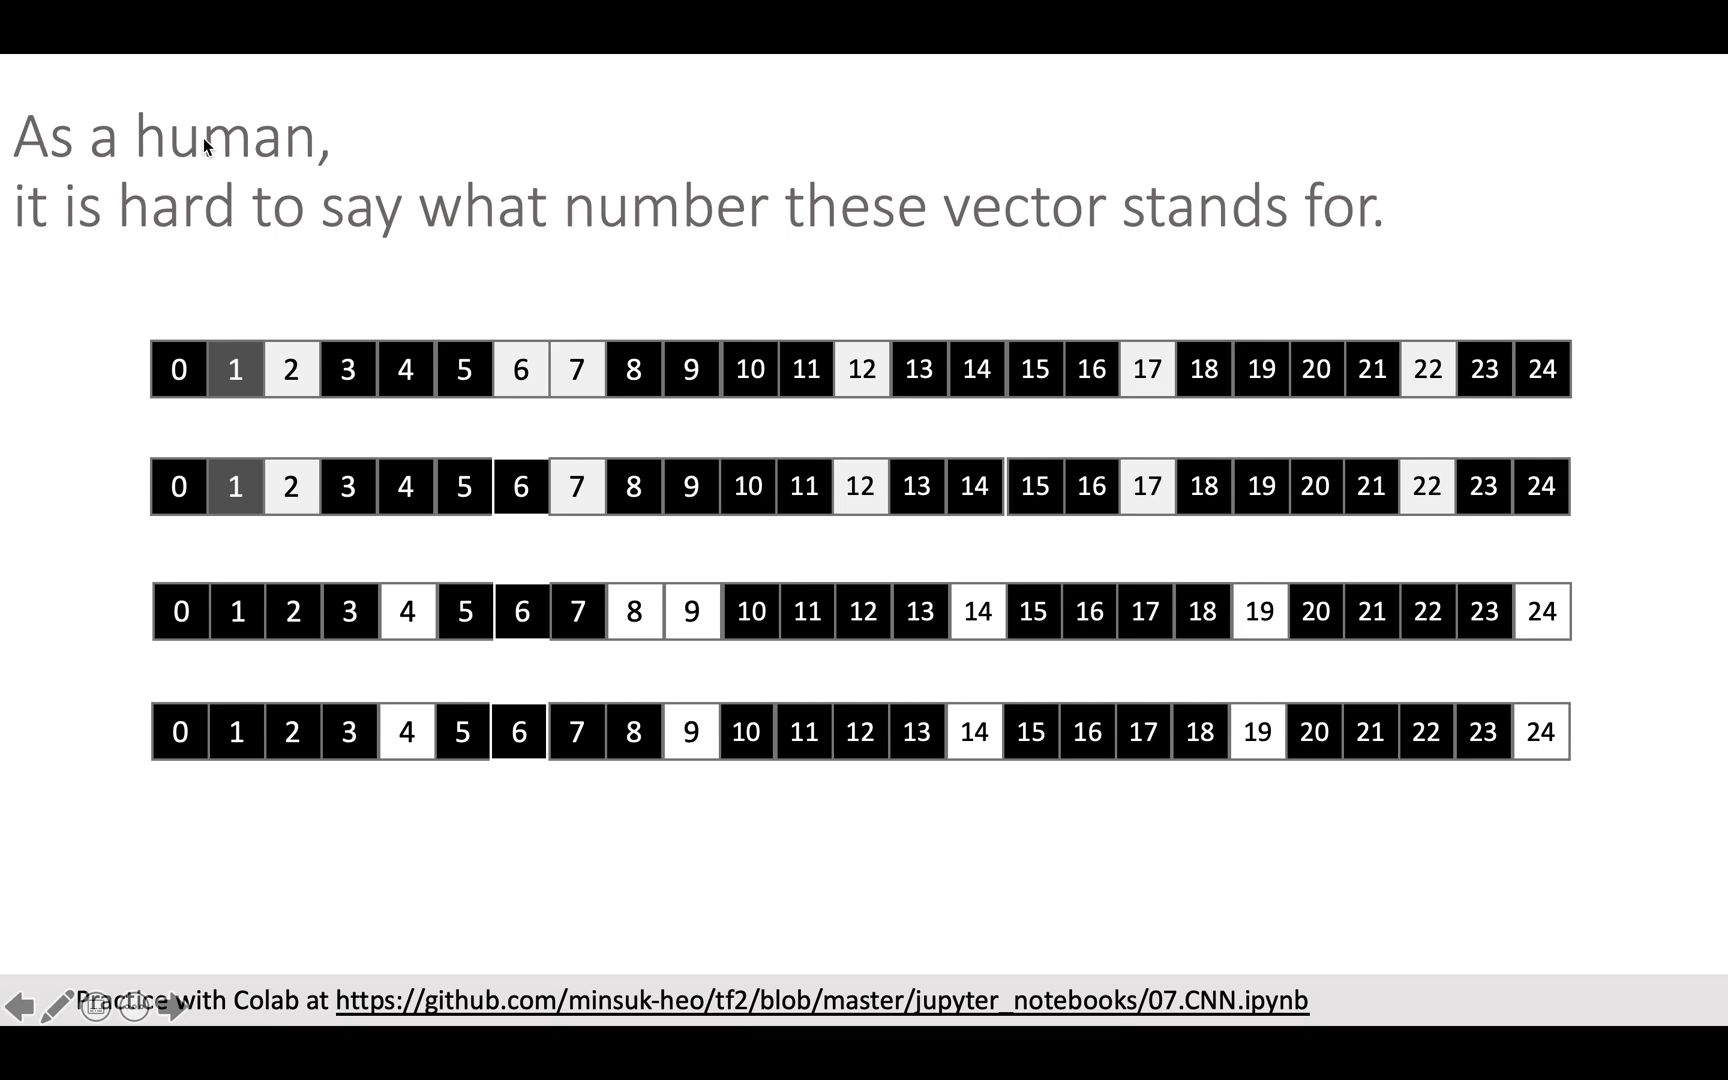 As a human,
it is hard to say what number these vector stands for.
0 1 2 3 4 5 6 7 8 9 10 11 12 13 14 15 16 17 18 19 20 21 22 23 24
0 1 2 3 4 5 6 7 8 9 10 11 12 13 14 15 16 17 18 19 20 21 22 23 24
0 1 2 3 4 5 6 7 8 9 10 11 12 13 14 15 16 17 18 19 20 21 22 23 24
0 1 2 3 4 5 6 7 8 9 10 11 12 13 14 15 16 17 18 19 20 21 22 23 24
Practice with Colab at https://github.com/minsuk-heo/tf2/blob/master/jupyter_notebooks/07.CNN.ipynb